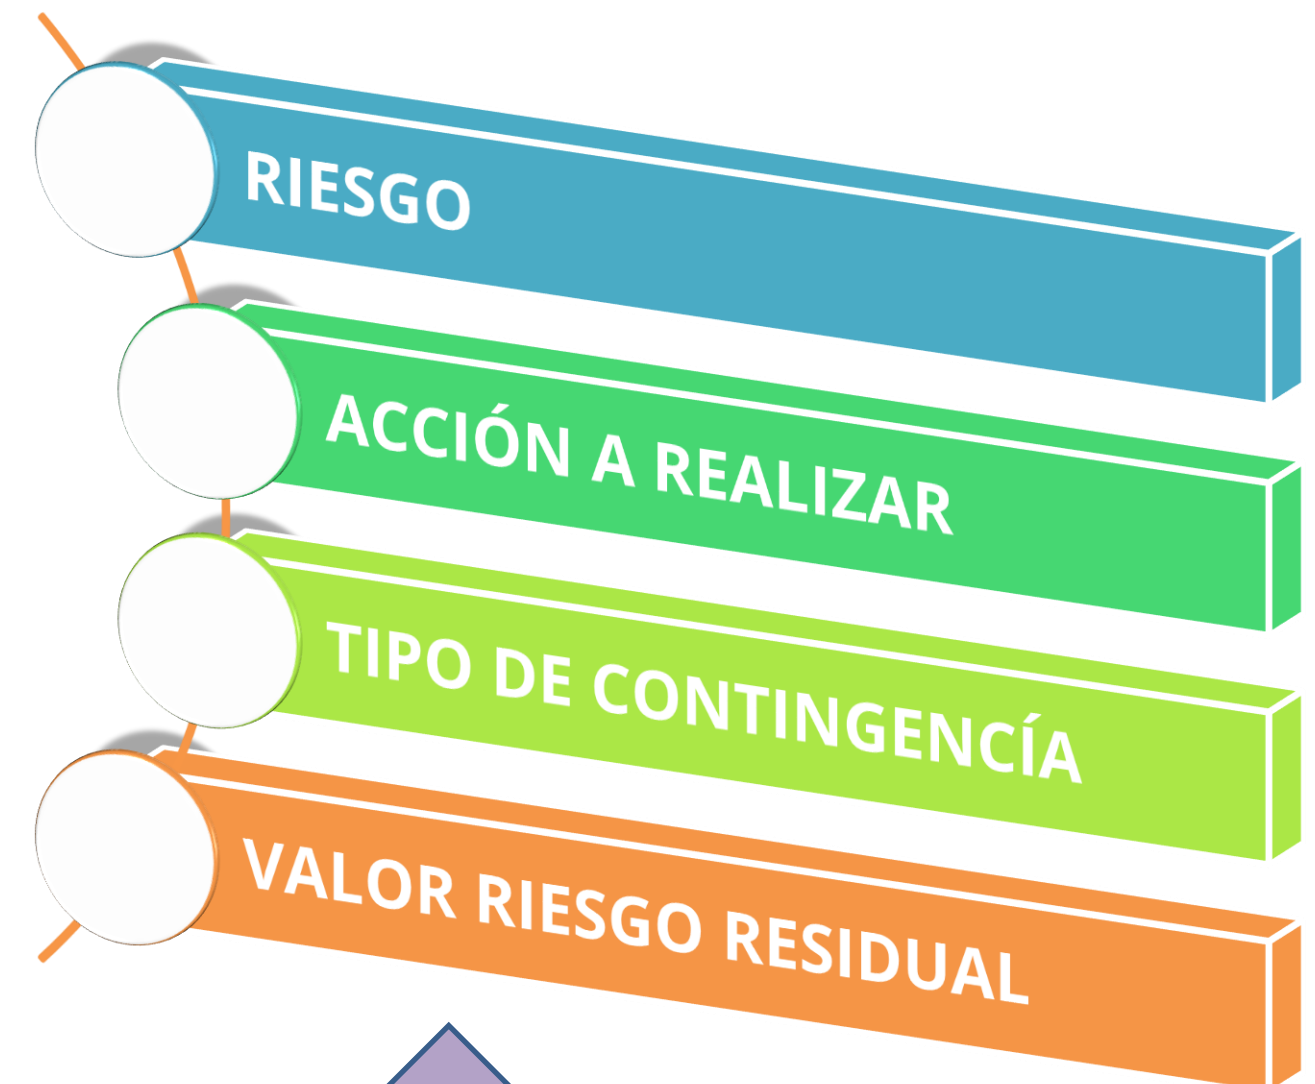 RIESGO
ACCIÓN A REALIZAR
TIPO DE CONTINGENCÍA
VALOR RIESGO RESIDUAL